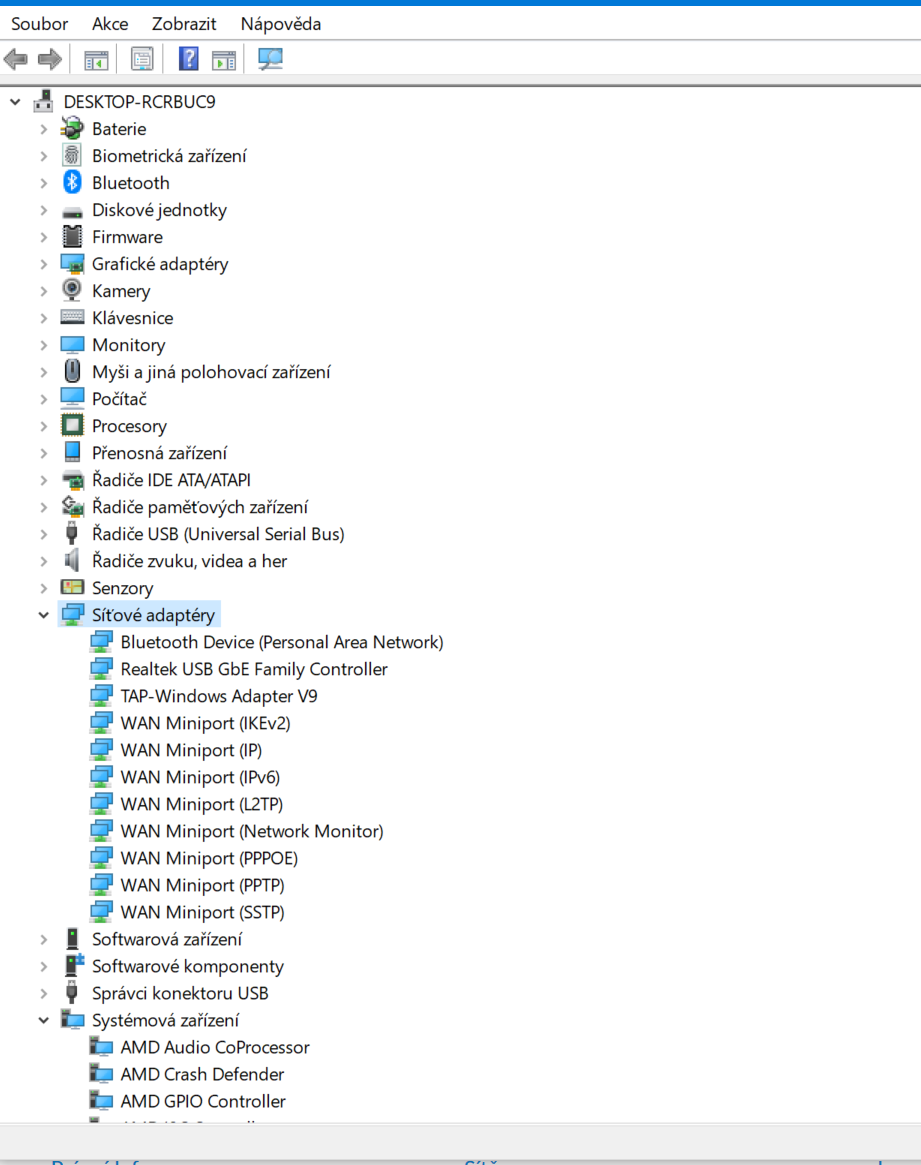 Soubor Akce Zobrazit Nápověda
DESKTOP-RCRBUC9
Baterie
Biometrická zařízení
Bluetooth
Diskové jednotky
Firmware
Grafické adaptéry
Kamery
Klávesnice
Monitory
Myši a jiná polohovací zařízení
Počítač
Procesory
Přenosná zařízení
Řadiče IDE ATA/ATAPI
Řadiče paměťových zařízení
Řadiče USB (Universal Serial Bus)
Řadiče zvuku, videa a her
Senzory
Síťové adaptéry
Bluetooth Device (Personal Area Network)
Realtek USB GbE Family Controller
TAP-Windows Adapter V9
WAN Miniport (IKEv2)
WAN Miniport (IP)
WAN Miniport (IPv6)
WAN Miniport (L2TP)
WAN Miniport (Network Monitor)
WAN Miniport (PPPOE)
WAN Miniport (PPTP)
WAN Miniport (SSTP)
Softwarová zařízení
Softwarové komponenty
Správci konektoru USB
Systémová zařízení
AMD Audio CoProcessor
AMD Crash Defender
AMD GPIO Controller